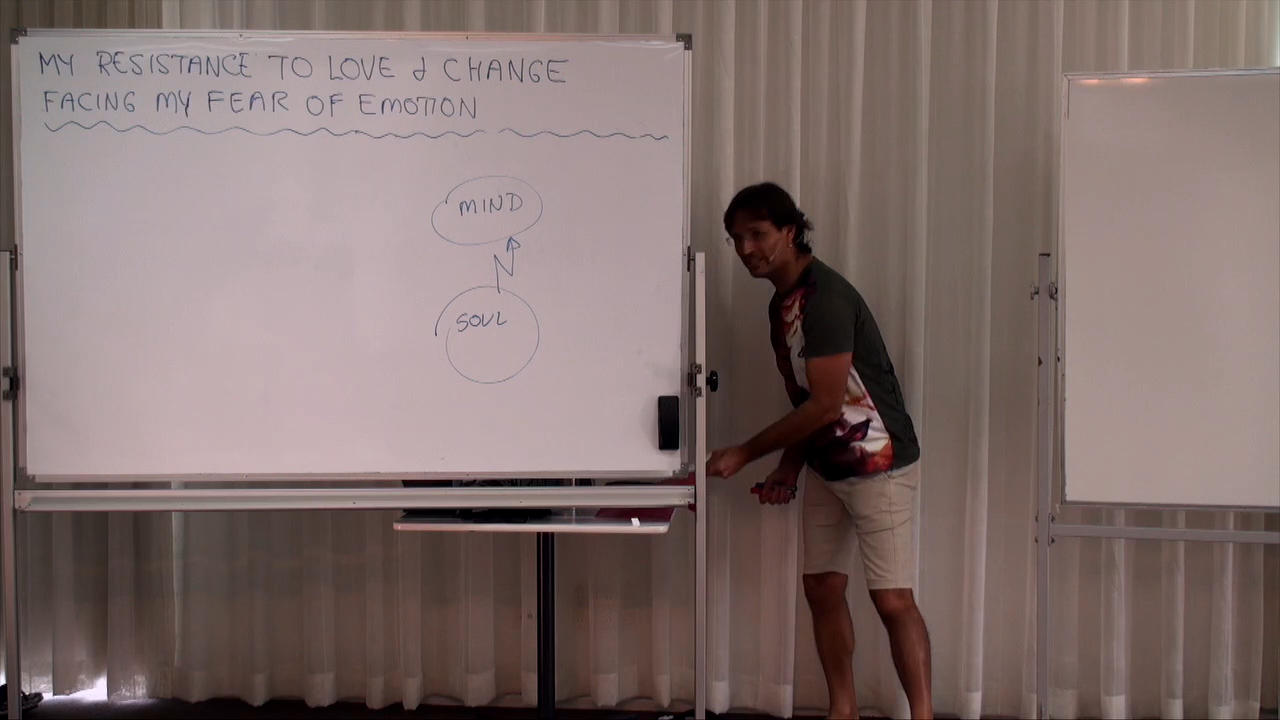 MY RESISTANCE TO LOVE & CHANGE
FACING MY FEAR OF EMOTION
MIND
SOUL